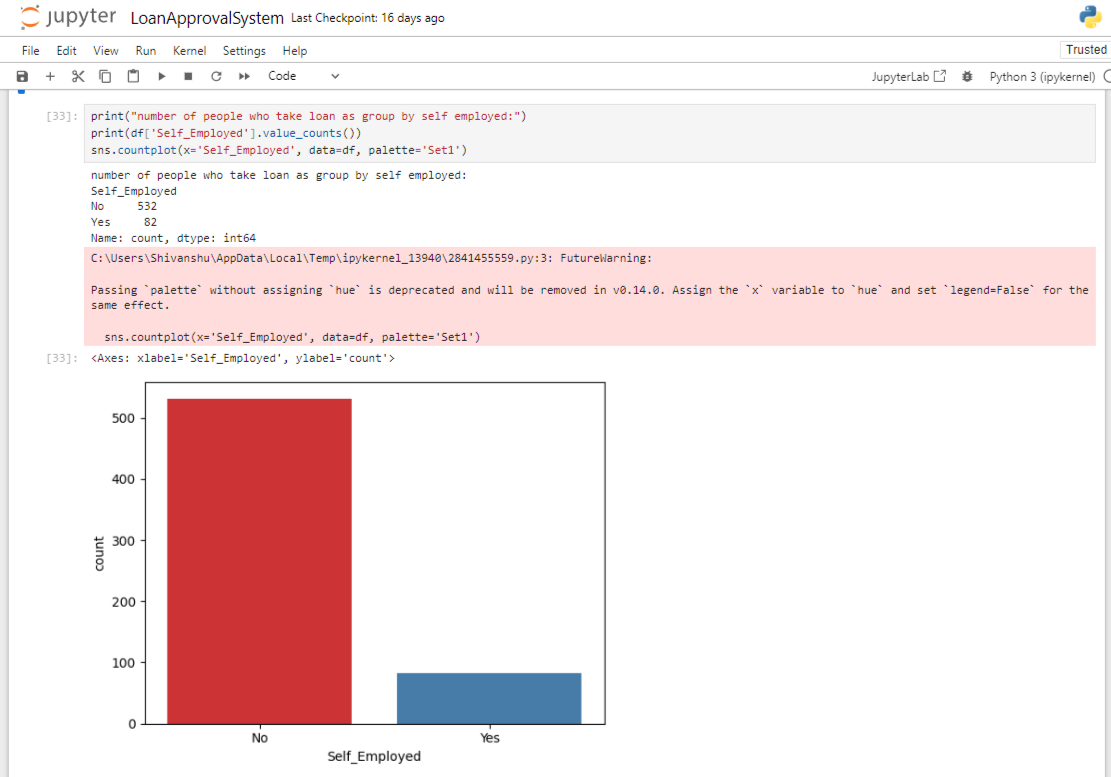 jupyter LoanApprovalSystem Last Checkpoint: 16 days ago
File Edit View Run Kernel Settings Help Trusted
Code JupyterLab Python 3 (ipykernel)
[33]: print("number of people who take loan as group by self employed:")
print(df['Self_Employed'].value_counts())
sns.countplot(x='Self_Employed', data=df, palette='Set1')
number of people who take loan as group by self employed:
Self_Employed
No 532
Yes 82
Name: count, dtype: int64
C:\Users\Shivanshu\AppData\Local\Temp\ipykernel_13940\2841455559.py:3: FutureWarning:
Passing `palette` without assigning `hue` is deprecated and will be removed in v0.14.0. Assign the `x` variable to `hue` and set `legend=False` for the
same effect.
sns.countplot(x='Self_Employed', data=df, palette='Set1')
[33]: <Axes: xlabel='Self_Employed', ylabel='count'>
500
400
300
200
100
0
count
No Yes
Self_Employed